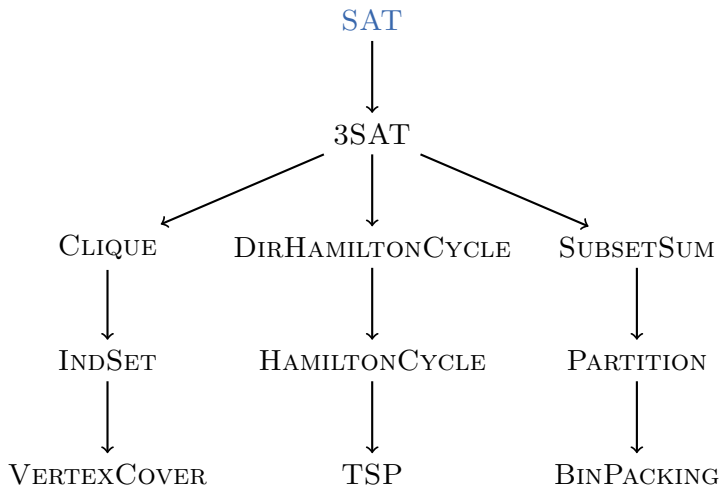 SAT
3SAT
CLIQUE DIRHAMILTONCYCLE SUBSETSUM
INDSET HAMILTONCYCLE PARTITION
VERTEXCOVER TSP BINPACKING